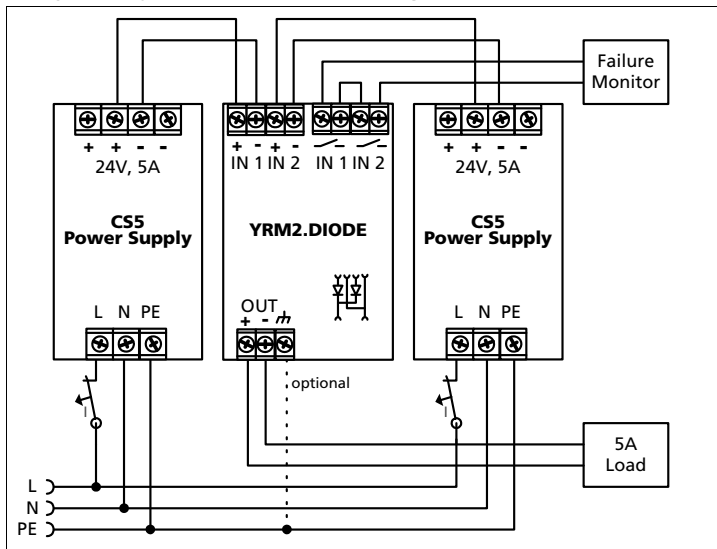 Failure
Monitor
+ + - -
24V, 5A
CS5
Power Supply
L N PE
+ - + -
IN 1 IN 2 IN 1 IN 2
YRM2.DIODE
OUT
+ -
optional
+ + - -
24V, 5A
CS5
Power Supply
L N PE
I
I
5A
Load
L
N
PE